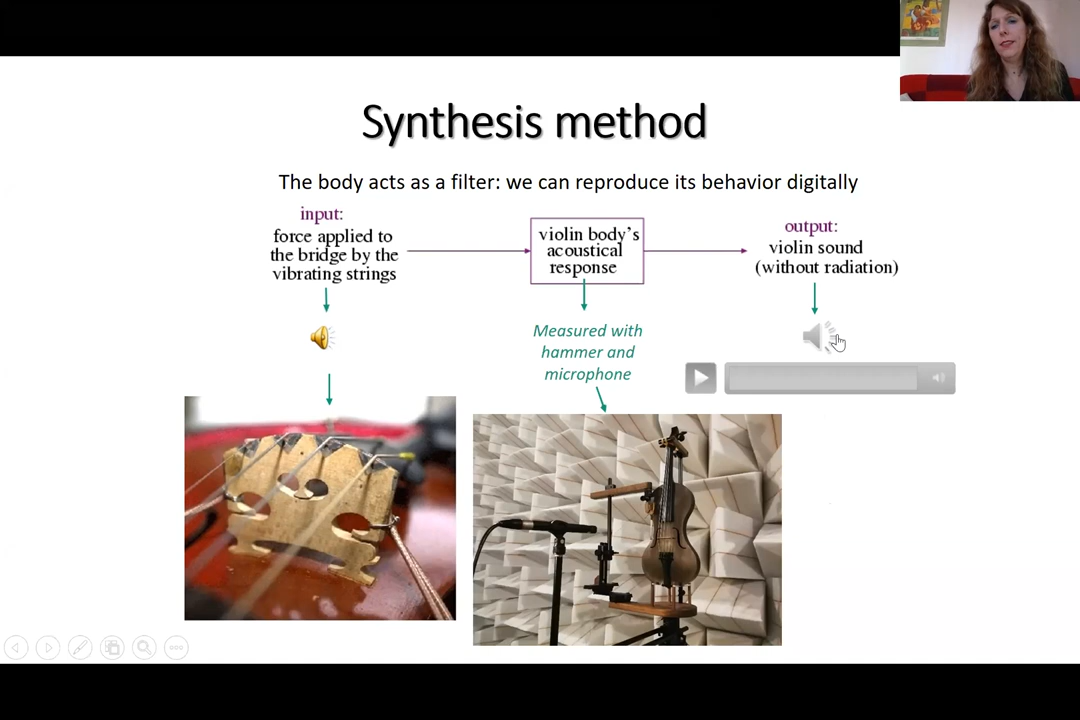 Synthesis method
The body acts as a filter: we can reproduce its behavior digitally
input:
force applied to
the bridge by the
vibrating strings
violin body's
acoustical
response
output:
violin sound
(without radiation)
Measured with
hammer and
microphone